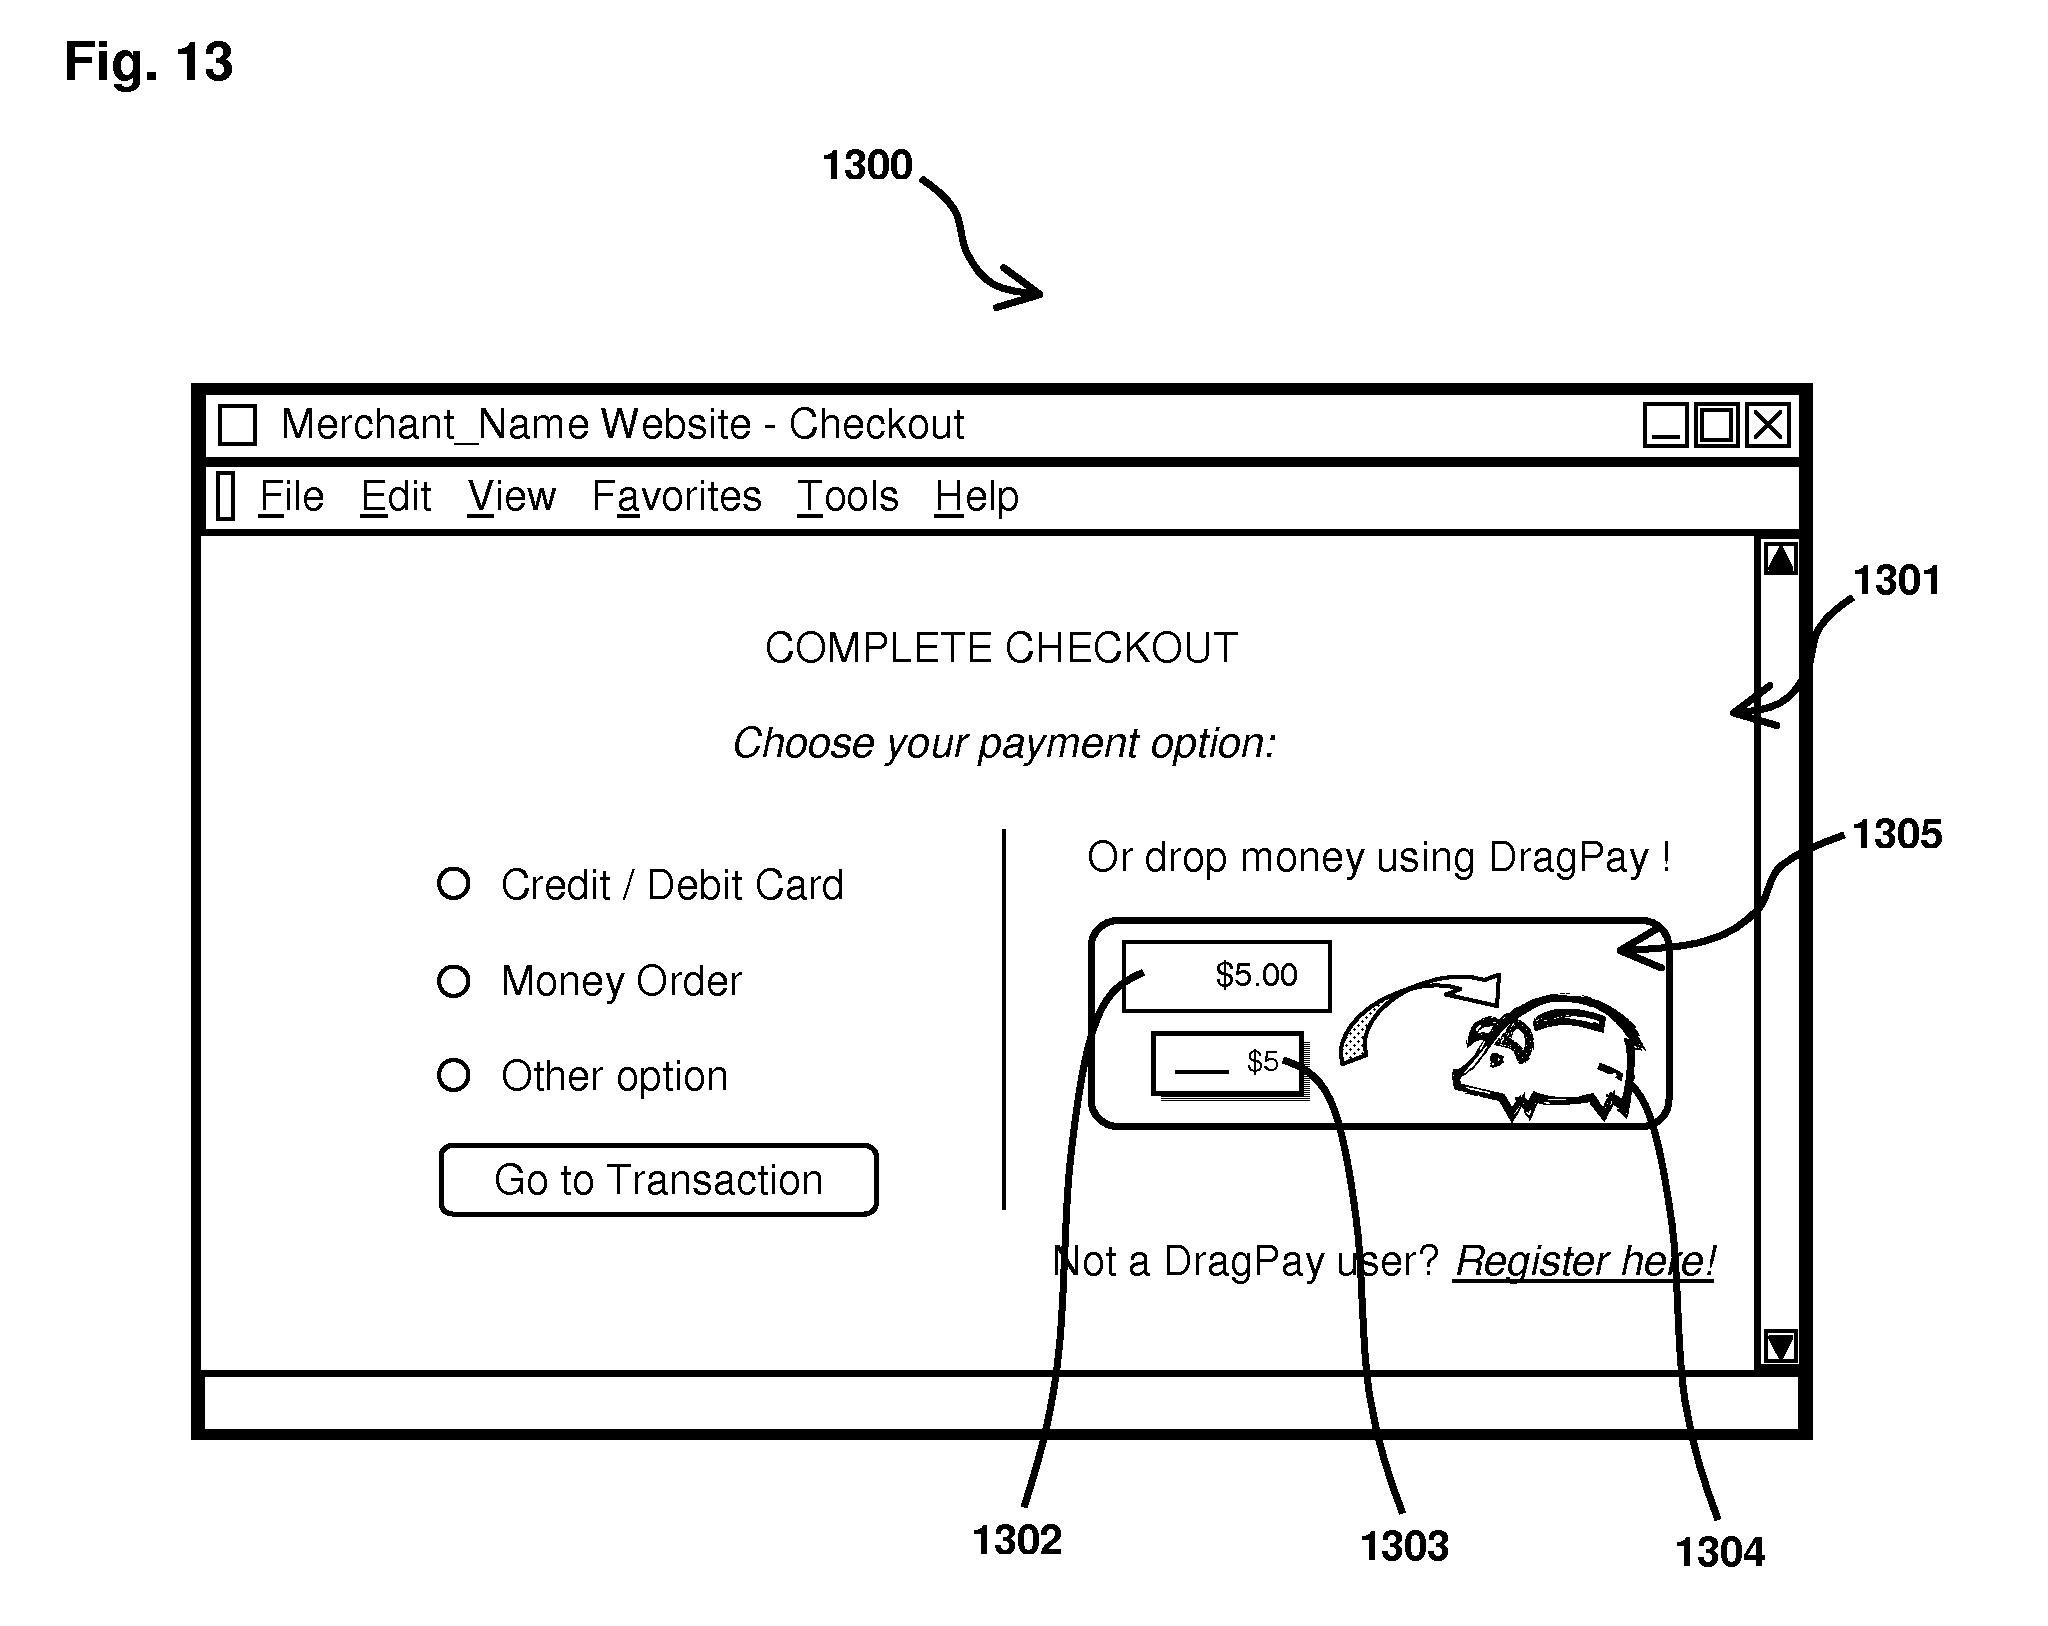 Fig. 13
1300
Merchant_Name Website - Checkout
File Edit View Favorites Tools Help
1301
COMPLETE CHECKOUT
Choose your payment option:
Credit / Debit Card
Money Order
Other option
Go to Transaction
1305
Or drop money using DragPay !
$5.00
$5
Not a DragPay user? Register here!
1302
1303
1304